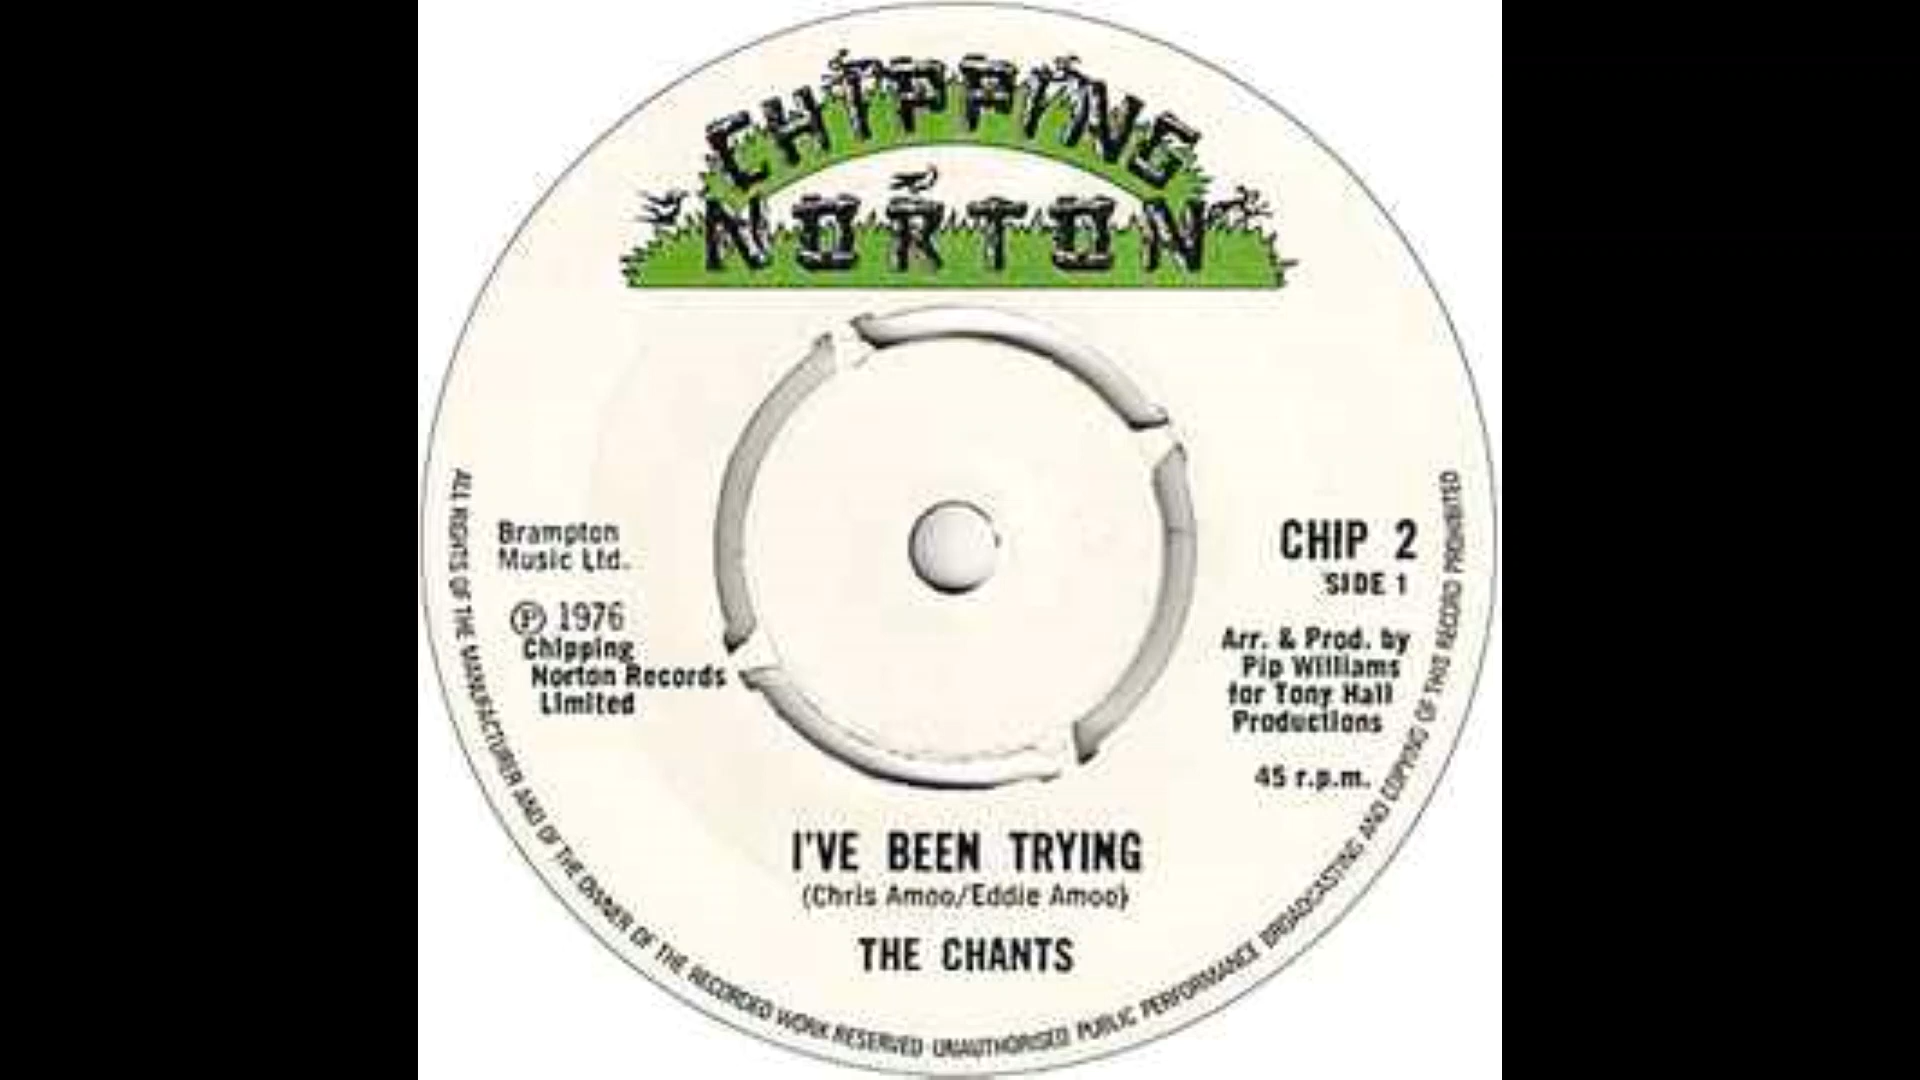 CHIPPING
NORTON
Brampton
Music Ltd.
Ⓟ 1976
Chipping
Norton Records
Limited
CHIP 2
SIDE 1
Arr. & Prod. by
Pip Williams
for Tony Hall
Productions
45 r.p.m.
I'VE BEEN TRYING
(Chris Amoo/Eddie Amoo)
THE CHANTS
ALL RIGHTS OF THE MANUFACTURER AND OF THE OWNER OF THE RECORDED WORK RESERVED UNAUTHORISED PUBLIC PERFORMANCE BROADCASTING AND COPYING OF THIS RECORD PROHIBITED